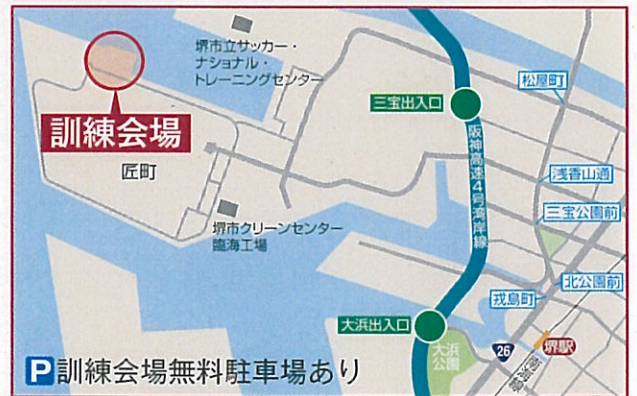 堺市立サッカー・
ナショナル・
トレーニングセンター
訓練会場
匠町
堺市クリーンセンター
臨海工場
三宝出入口
阪神高速4号湾岸線
松屋町
浅香山通
三宝公園前
北公園前
戎島町
大浜出入口
大浜
公園
26
堺駅
南海線
P訓練会場無料駐車場あり